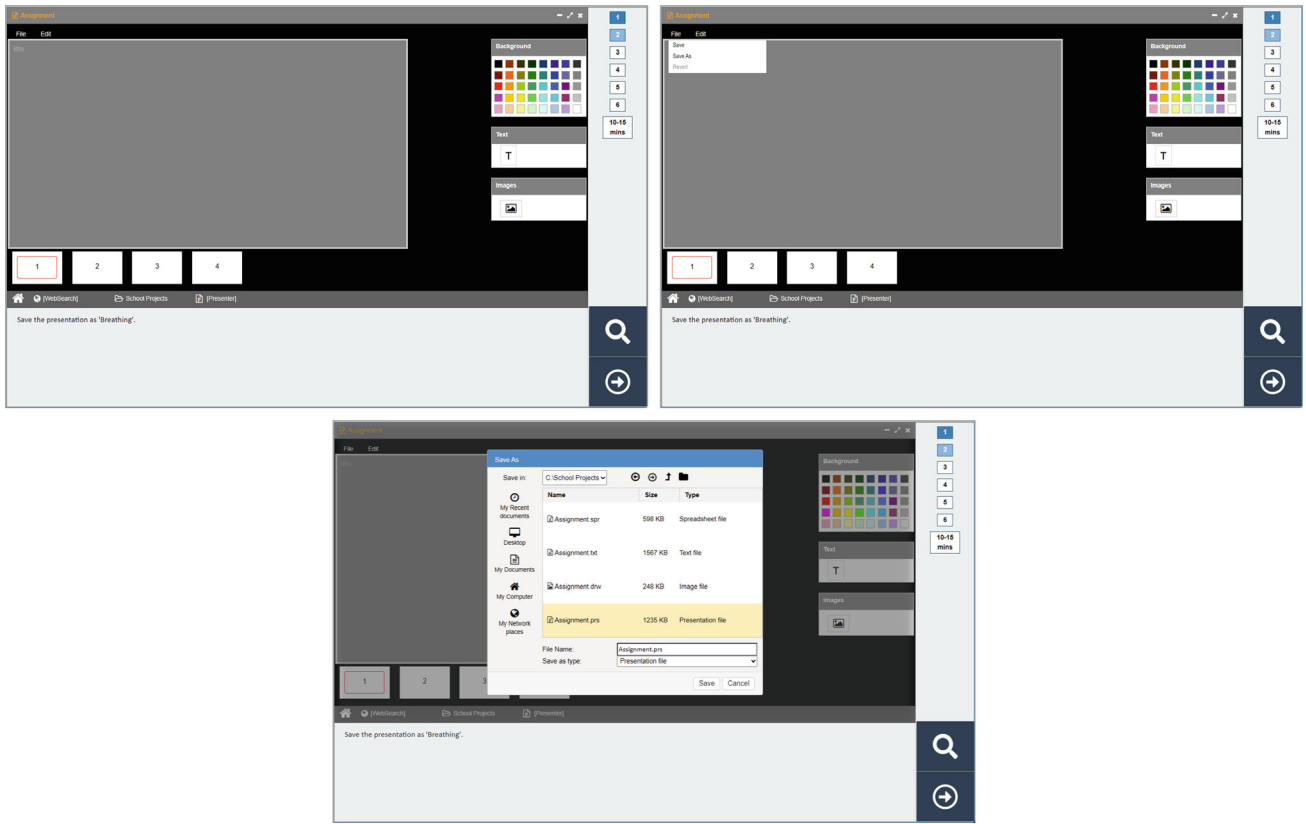 Assignment
File Edit
title
Background
Text
T
Images
1 2 3 4
[WebSearch] School Projects [Presenter]
Save the presentation as 'Breathing'.
1
2
3
4
5
6
10-15
mins
Assignment
File Edit
Save
Save As
Revert
Background
Text
T
Images
1 2 3 4
[WebSearch] School Projects [Presenter]
Save the presentation as 'Breathing'.
1
2
3
4
5
6
10-15
mins
Assignment
File Edit
title
Save As
Save in: C:\School Projects
My Recent
documents
Desktop
My Documents
My Computer
My Network
places
Name Size Type
Assignment.spr 598 KB Spreadsheet file
Assignment.txt 1567 KB Text file
Assignment.drw 248 KB Image file
Assignment.prs 1235 KB Presentation file
File Name: Assignment.prs
Save as type: Presentation file
Save Cancel
Background
Text
T
Images
1 2 3
[WebSearch] School Projects [Presenter]
Save the presentation as 'Breathing'.
1
2
3
4
5
6
10-15
mins